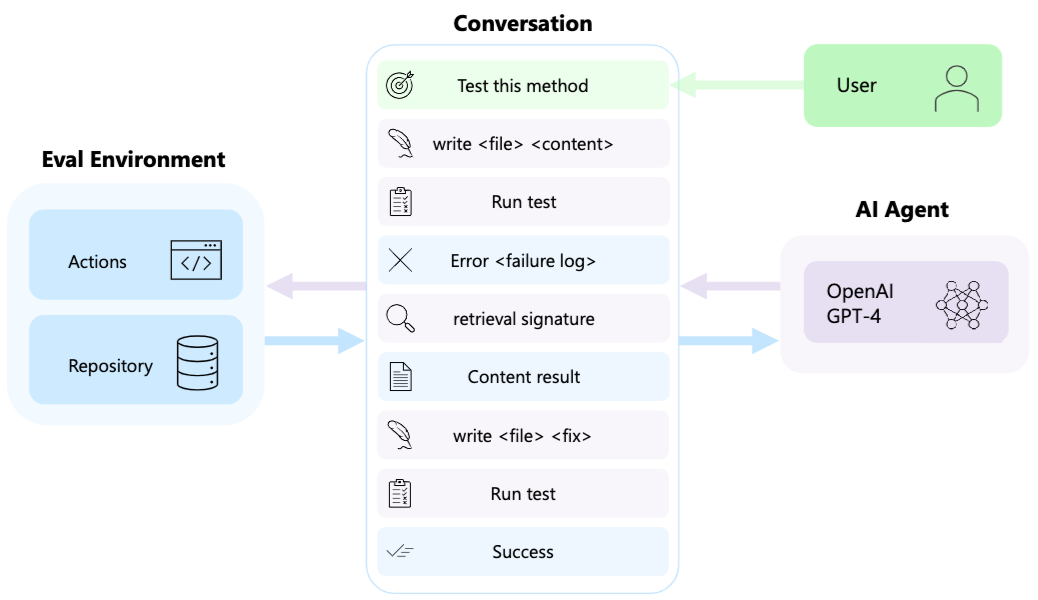 Conversation
Test this method
User
write <file> <content>
Eval Environment
Run test
AI Agent
Actions
Error <failure log>
OpenAI
GPT-4
retrieval signature
Repository
Content result
write <file> <fix>
Run test
Success